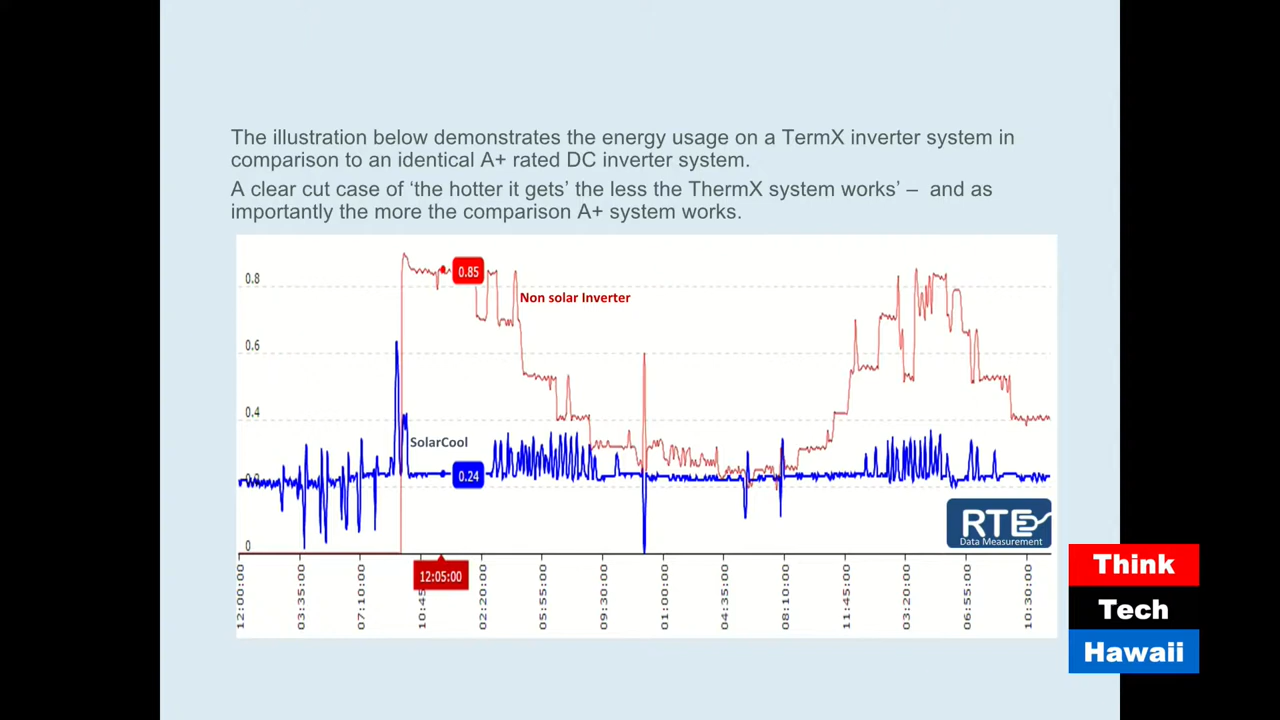 The illustration below demonstrates the energy usage on a TermX inverter system in
comparison to an identical A+ rated DC inverter system.
A clear cut case of ‘the hotter it gets’ the less the ThermX system works’ – and as
importantly the more the comparison A+ system works.
0.8
0.85
Non solar Inverter
0.6
0.4
SolarCool
0.2
0.24
RTE
Data Measurement
0
12:05:00
12:00:00
03:35:00
07:10:00
10:45
02:20:00
05:55:00
09:30:00
01:00:00
04:35:00
08:10:00
11:45:00
03:20:00
06:55:00
10:30:00
Think
Tech
Hawaii